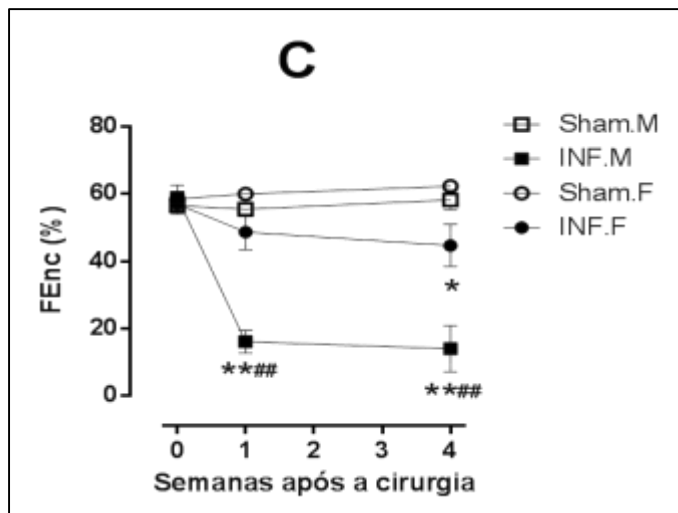 C
80
60
40
20
0
FEnc (%)
*
**##
**##
0 1 2 3 4
Semanas após a cirurgia
Sham.M
INF.M
Sham.F
INF.F